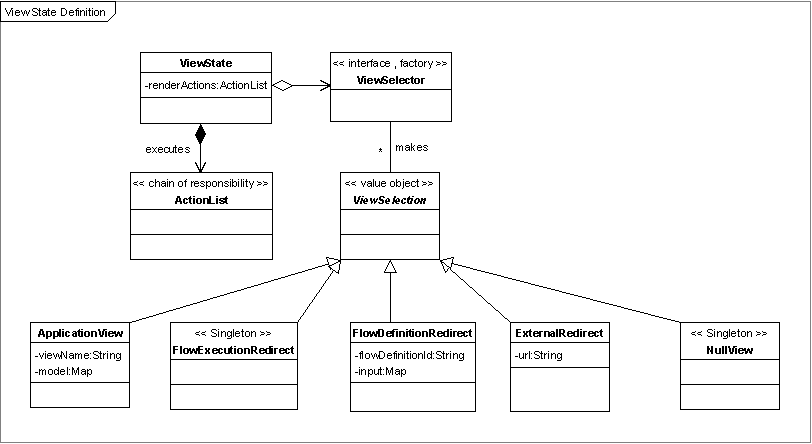 ViewState Definition
ViewState
-renderActions:ActionList
<< interface , factory >>
ViewSelector
executes
* makes
<< chain of responsibility >>
ActionList
<< value object >>
ViewSelection
ApplicationView
-viewName:String
-model:Map
<< Singleton >>
FlowExecutionRedirect
FlowDefinitionRedirect
-flowDefinitionId:String
-input:Map
ExternalRedirect
-url:String
<< Singleton >>
NullView